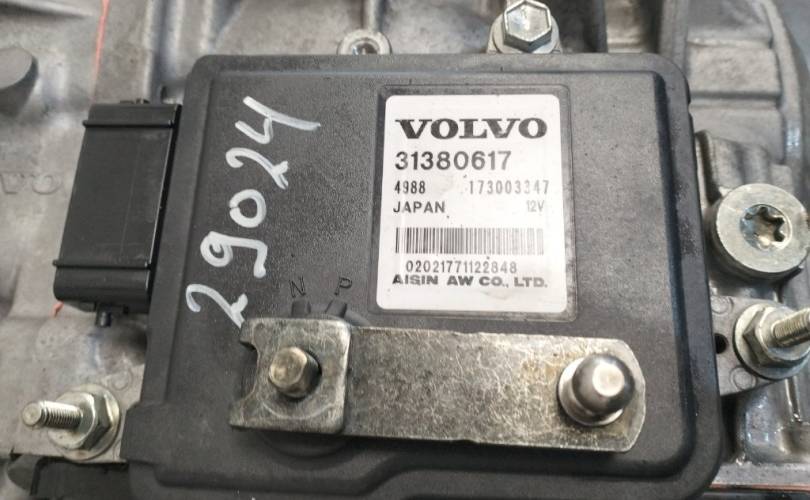 29024
VOLVO
31380617
4988 173003347
JAPAN 12V
02021771122848
AISIN AW CO., LTD.
N P